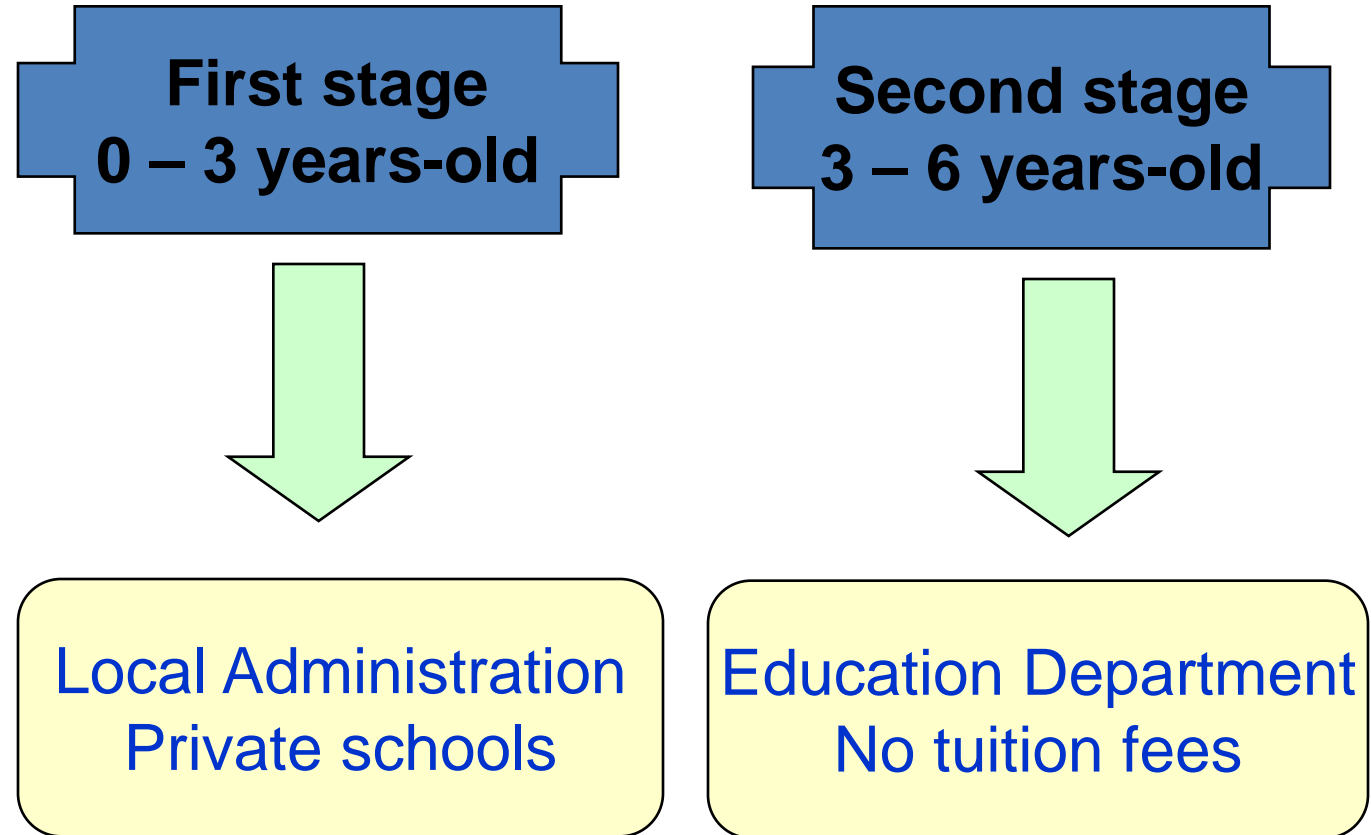 First stage
0 – 3 years-old
Second stage
3 – 6 years-old
Local Administration
Private schools
Education Department
No tuition fees